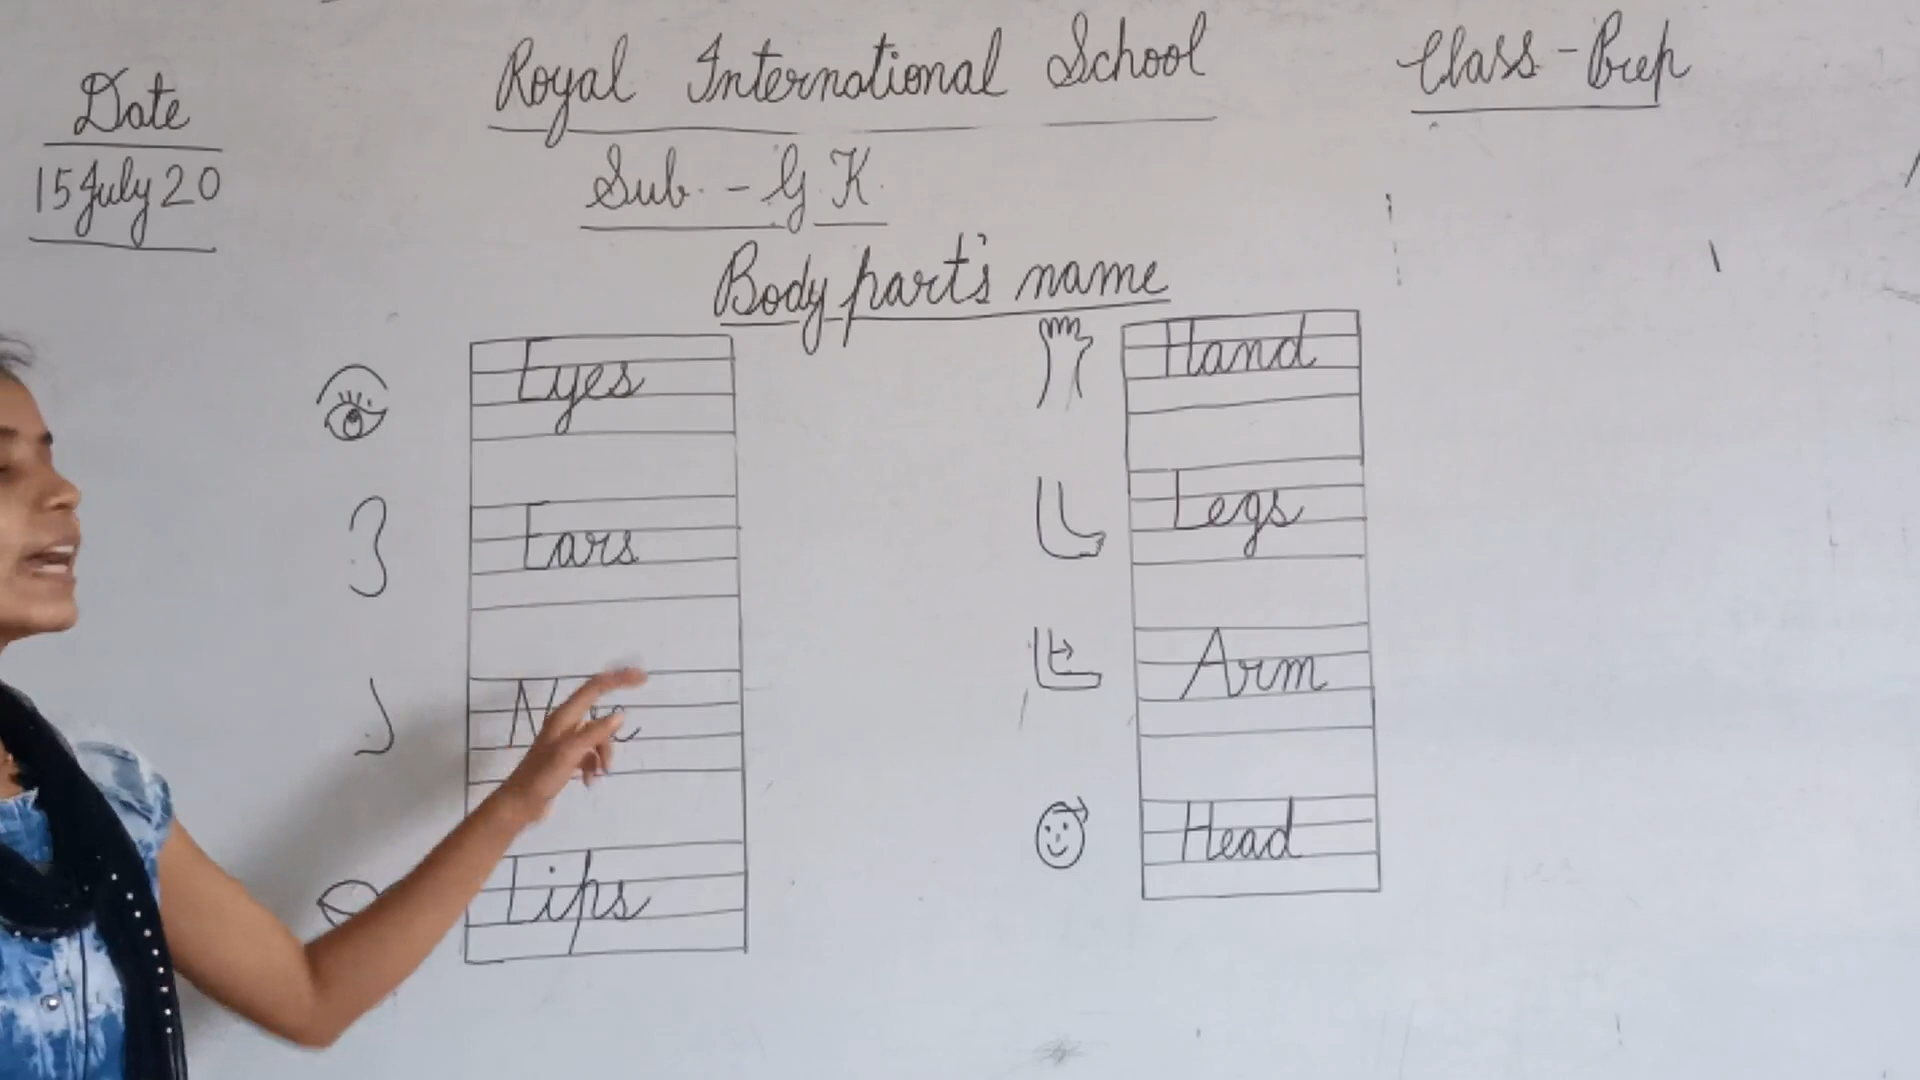 Royal International School
Class - Prep
Date
15 July 20
Sub. - G.K.
Body part's name
Eyes
Ears
Lips
Hand
Legs
Arm
Head